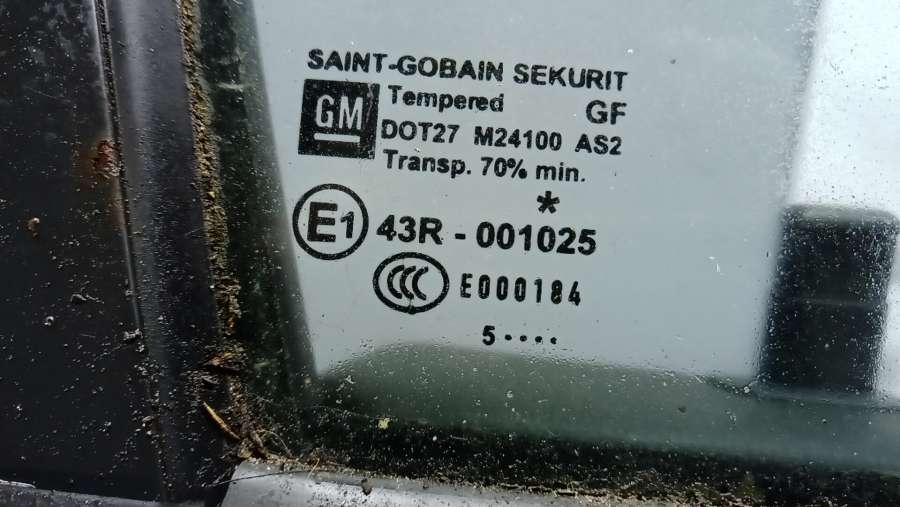 SAINT-GOBAIN SEKURIT
GM Tempered GF
DOT27 M24100 AS2
Transp. 70% min.
*
E1 43R - 001025
CCC E000184
5····